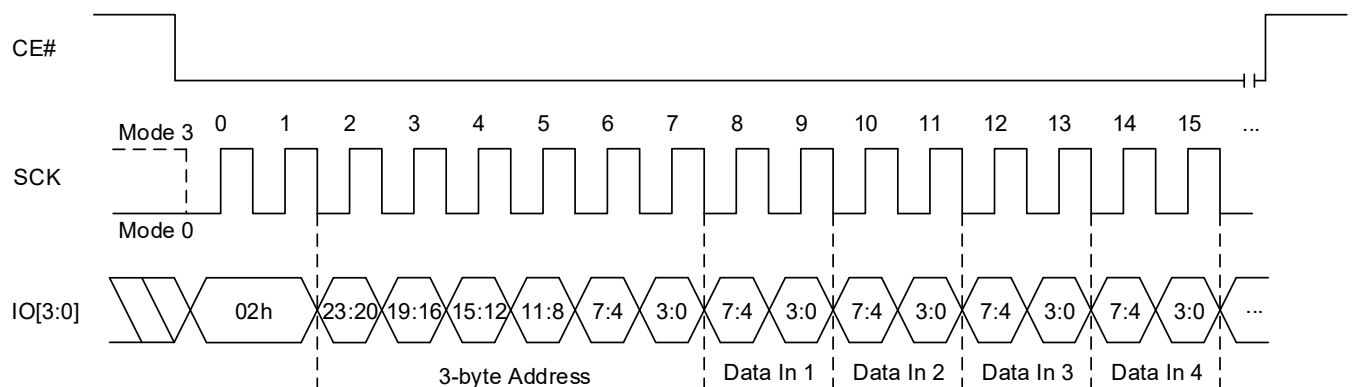 CE#
Mode 3 0 1 2 3 4 5 6 7 8 9 10 11 12 13 14 15 ...
SCK
Mode 0
IO[3:0] 02h 23:20 19:16 15:12 11:8 7:4 3:0 7:4 3:0 7:4 3:0 7:4 3:0 7:4 3:0 ...
3-byte Address Data In 1 Data In 2 Data In 3 Data In 4